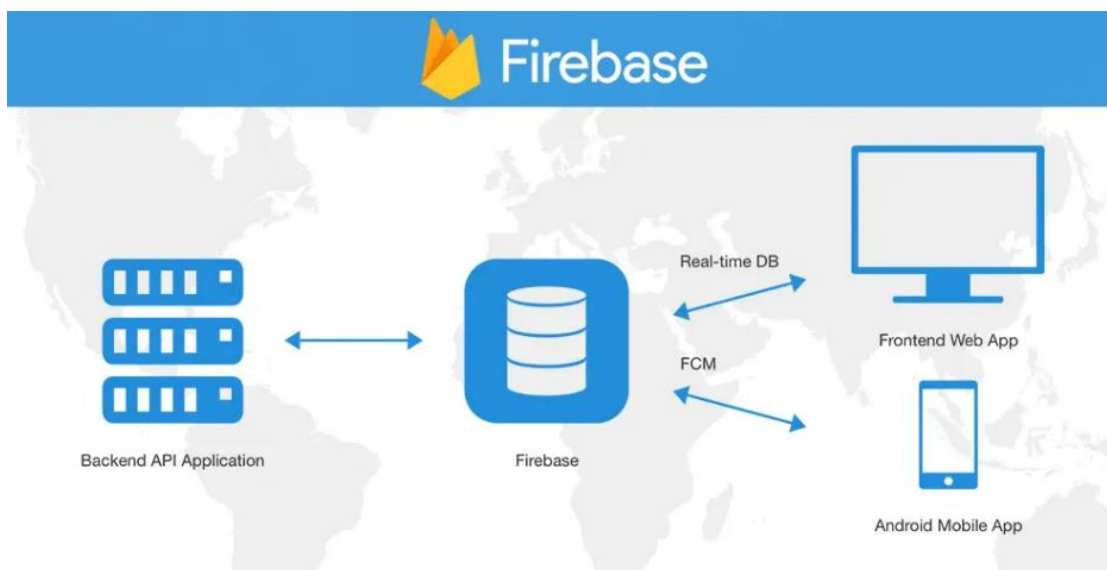 Firebase
Real-time DB
Frontend Web App
FCM
Backend API Application
Firebase
Android Mobile App